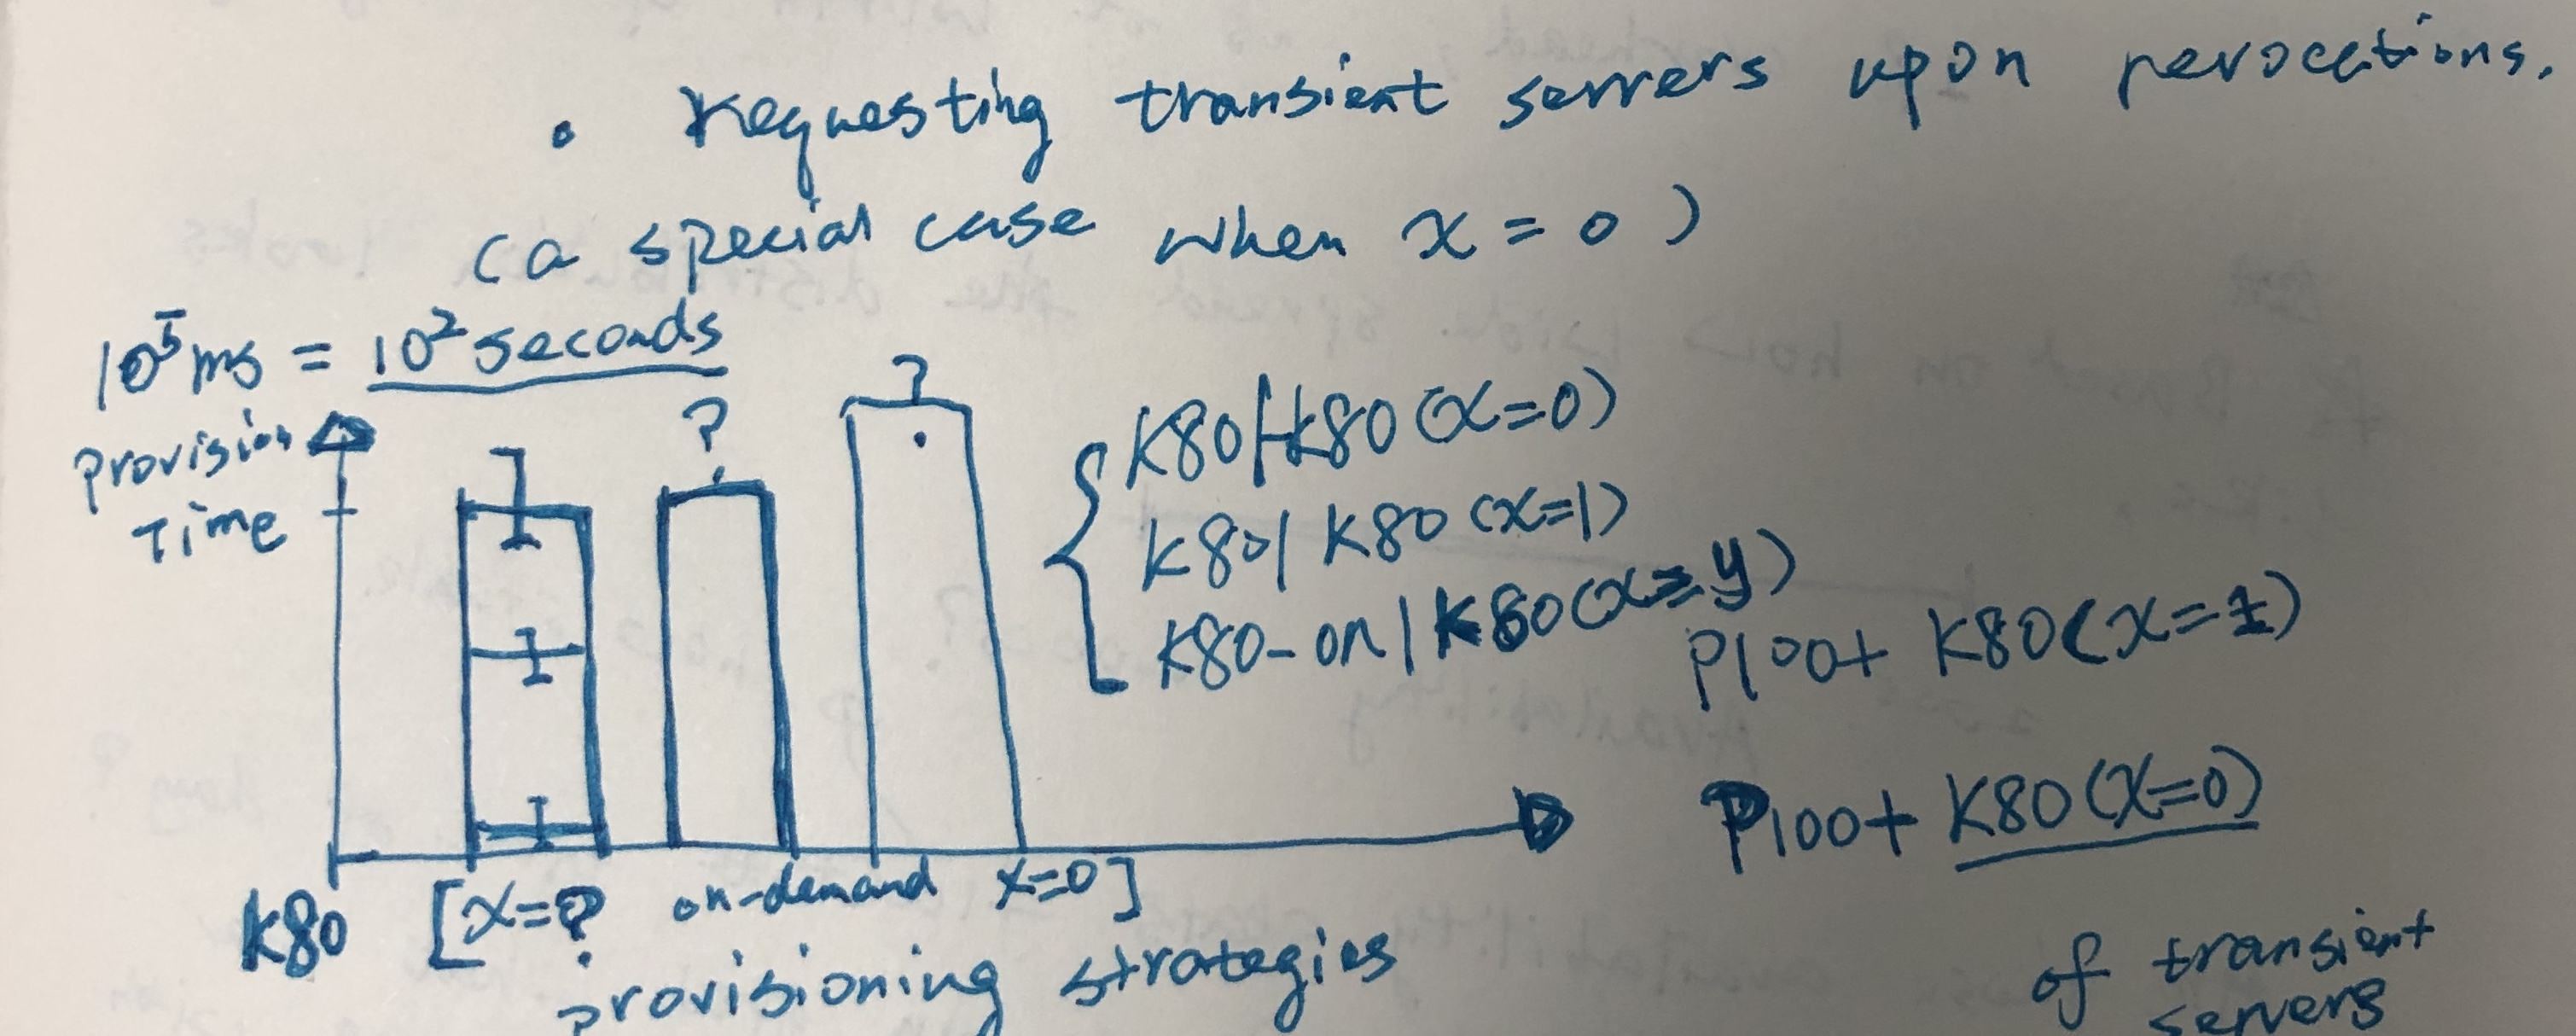 • Requesting transient servers upon revocations.
(a special case when x = 0 )
10^5 ms = 10^2 seconds
provision
Time
?
?
K80 | K80 (x=0)
K80 | K80 (x=1)
K80-on | K80 (x=y)
P100+ K80 (x=1)
P100+ K80 (x=0)
K80 [x=? on-demand x=0]
provisioning strategies
of transient
servers